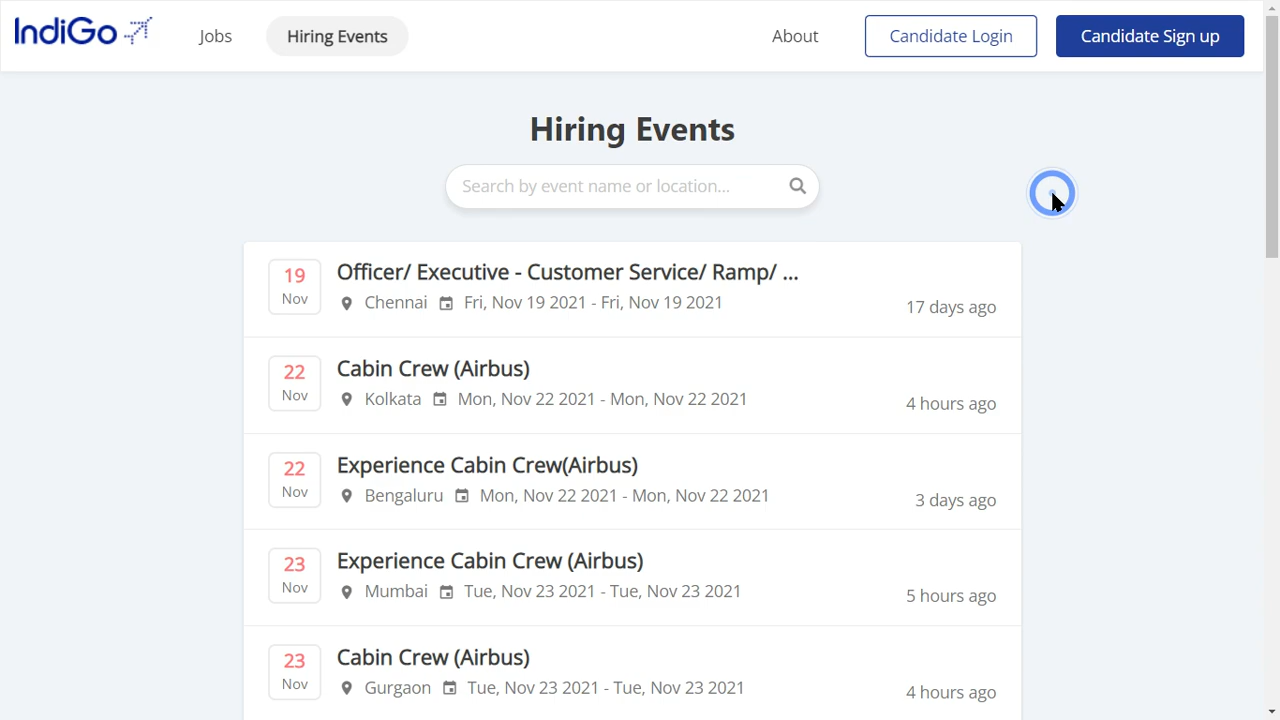 IndiGo
Jobs
Hiring Events
About
Candidate Login
Candidate Sign up
Hiring Events
Search by event name or location...
19
Nov
Officer/ Executive - Customer Service/ Ramp/ ...
Chennai Fri, Nov 19 2021 - Fri, Nov 19 2021
17 days ago
22
Nov
Cabin Crew (Airbus)
Kolkata Mon, Nov 22 2021 - Mon, Nov 22 2021
4 hours ago
22
Nov
Experience Cabin Crew(Airbus)
Bengaluru Mon, Nov 22 2021 - Mon, Nov 22 2021
3 days ago
23
Nov
Experience Cabin Crew (Airbus)
Mumbai Tue, Nov 23 2021 - Tue, Nov 23 2021
5 hours ago
23
Nov
Cabin Crew (Airbus)
Gurgaon Tue, Nov 23 2021 - Tue, Nov 23 2021
4 hours ago